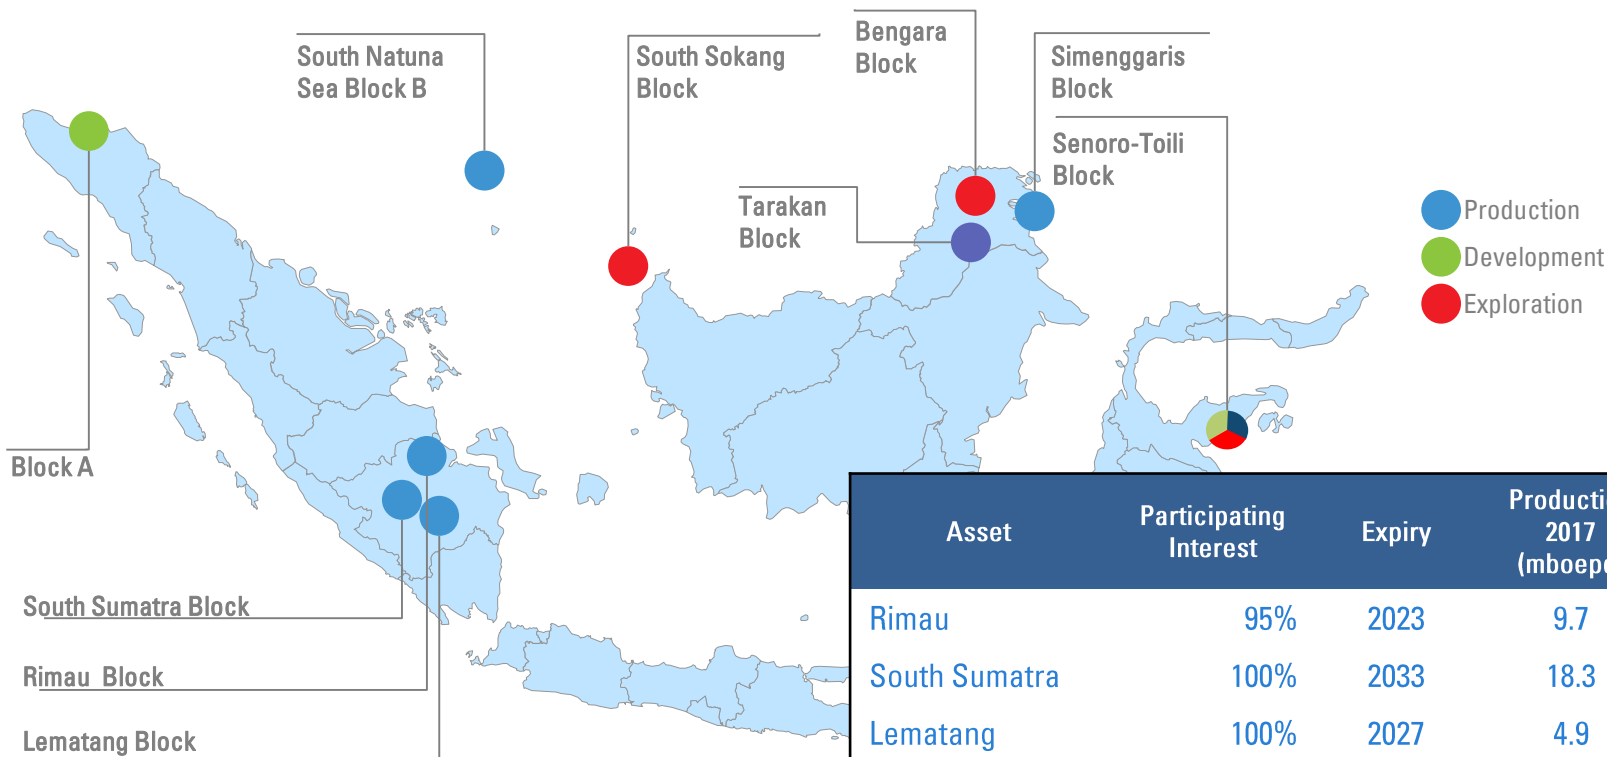 South Natuna
Sea Block B
South Sokang
Block
Bengara
Block
Simenggaris
Block
Senoro-Toili
Block
Tarakan
Block
Production
Development
Exploration
Block A
South Sumatra Block
Rimau Block
Lematang Block
Asset
Participating
Interest
Expiry
2017
Rimau 95% 2023 9.7
South Sumatra 100% 2033 18.3
Lematang 100% 2027 4.9